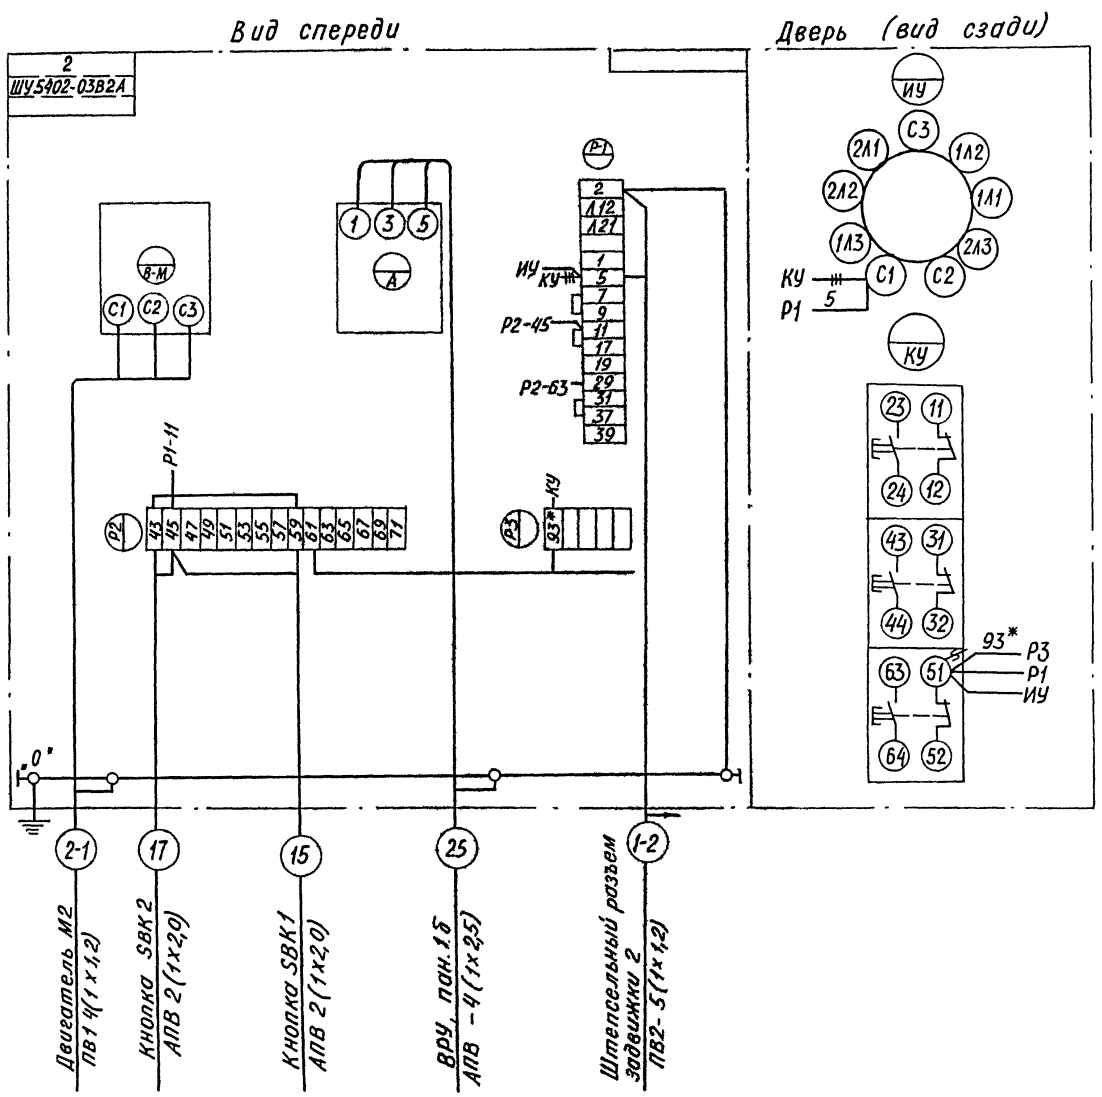 Вид спереди
Дверь (вид сзади)
2
ШУ5402-03В2А
ИУ
С3
2Л1
1Л2
2Л2
1Л1
1Л3
2Л3
С1
С2
КУ
Р1
5
КУ
Р-1
2
Л12
Л21
1
5
7
9
11
17
19
29
31
37
39
ИУ
КУ
Р2-45
Р2-63
1
3
5
А
В-М
С1
С2
С3
Р1-11
Р2
43
45
47
49
51
53
55
57
59
61
63
65
67
69
71
КУ
Р3
93*
23
11
24
12
43
31
44
32
63
51
64
52
93*
Р3
Р1
ИУ
„0"
2-1
17
15
25
1-2
Двигатель М2
ПВ1 4(1х1,2)
Кнопка SBK2
АПВ 2(1х2,0)
Кнопка SBK1
АПВ 2(1х2,0)
ВРУ, пан.1.б
АПВ -4(1х2,5)
Штепсельный разъем
задвижки 2
ПВ2-5(1х1,2)